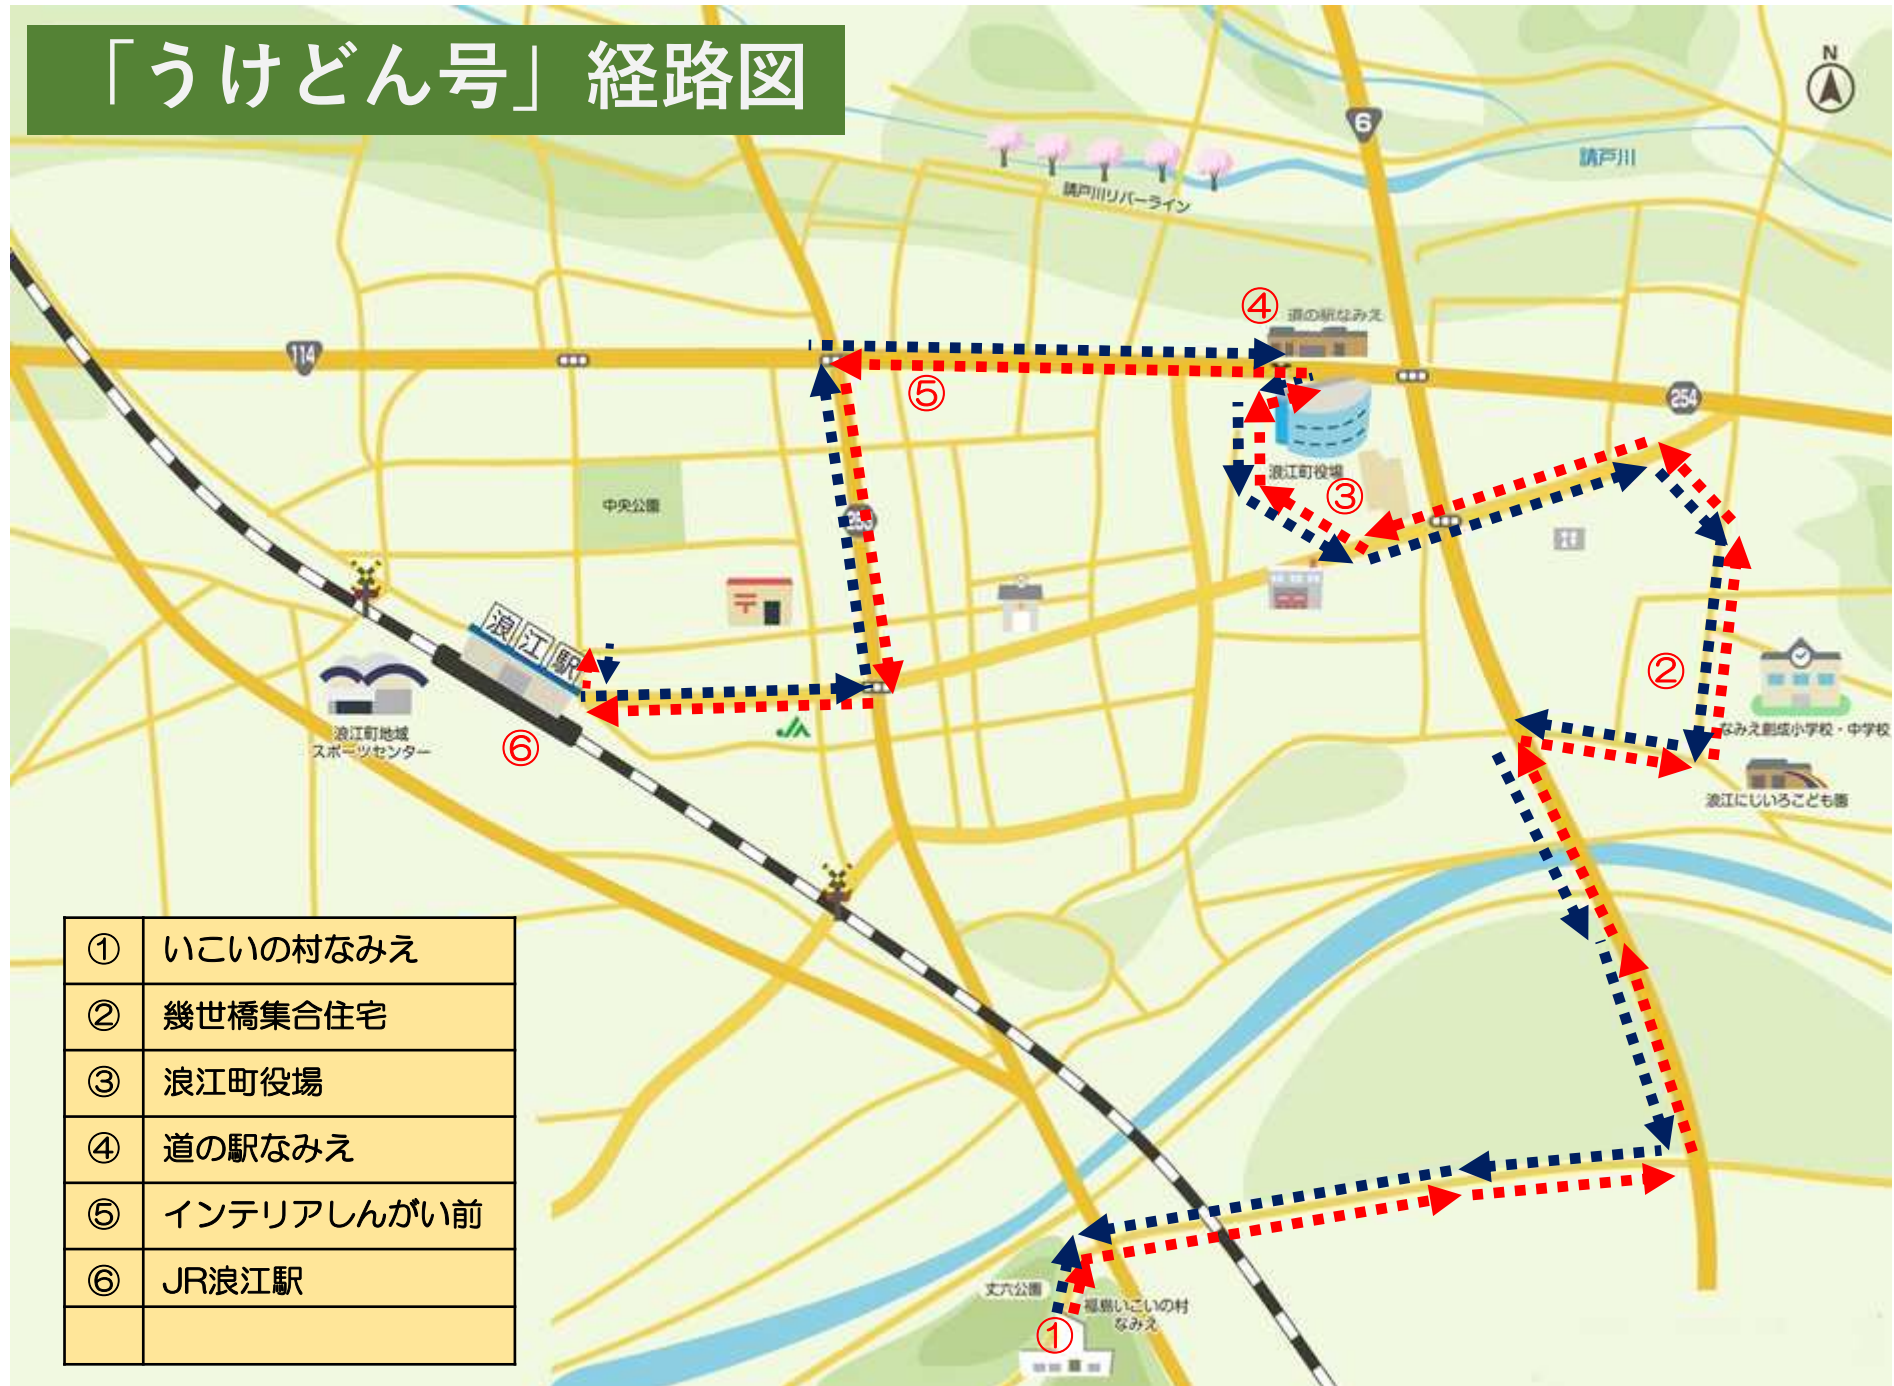 「うけどん号」経路図
N
6
請戸川
請戸川リバーライン
④
道の駅なみえ
114
⑤
254
浪江町役場
③
中央公園
253
浪江駅
〒
②
なみえ創成小学校・中学校
浪江町地域
スポーツセンター
⑥
JA
浪江にじいろこども園
丈六公園
福島いこいの村
なみえ
①
① いこいの村なみえ
② 幾世橋集合住宅
③ 浪江町役場
④ 道の駅なみえ
⑤ インテリアしんがい前
⑥ JR浪江駅